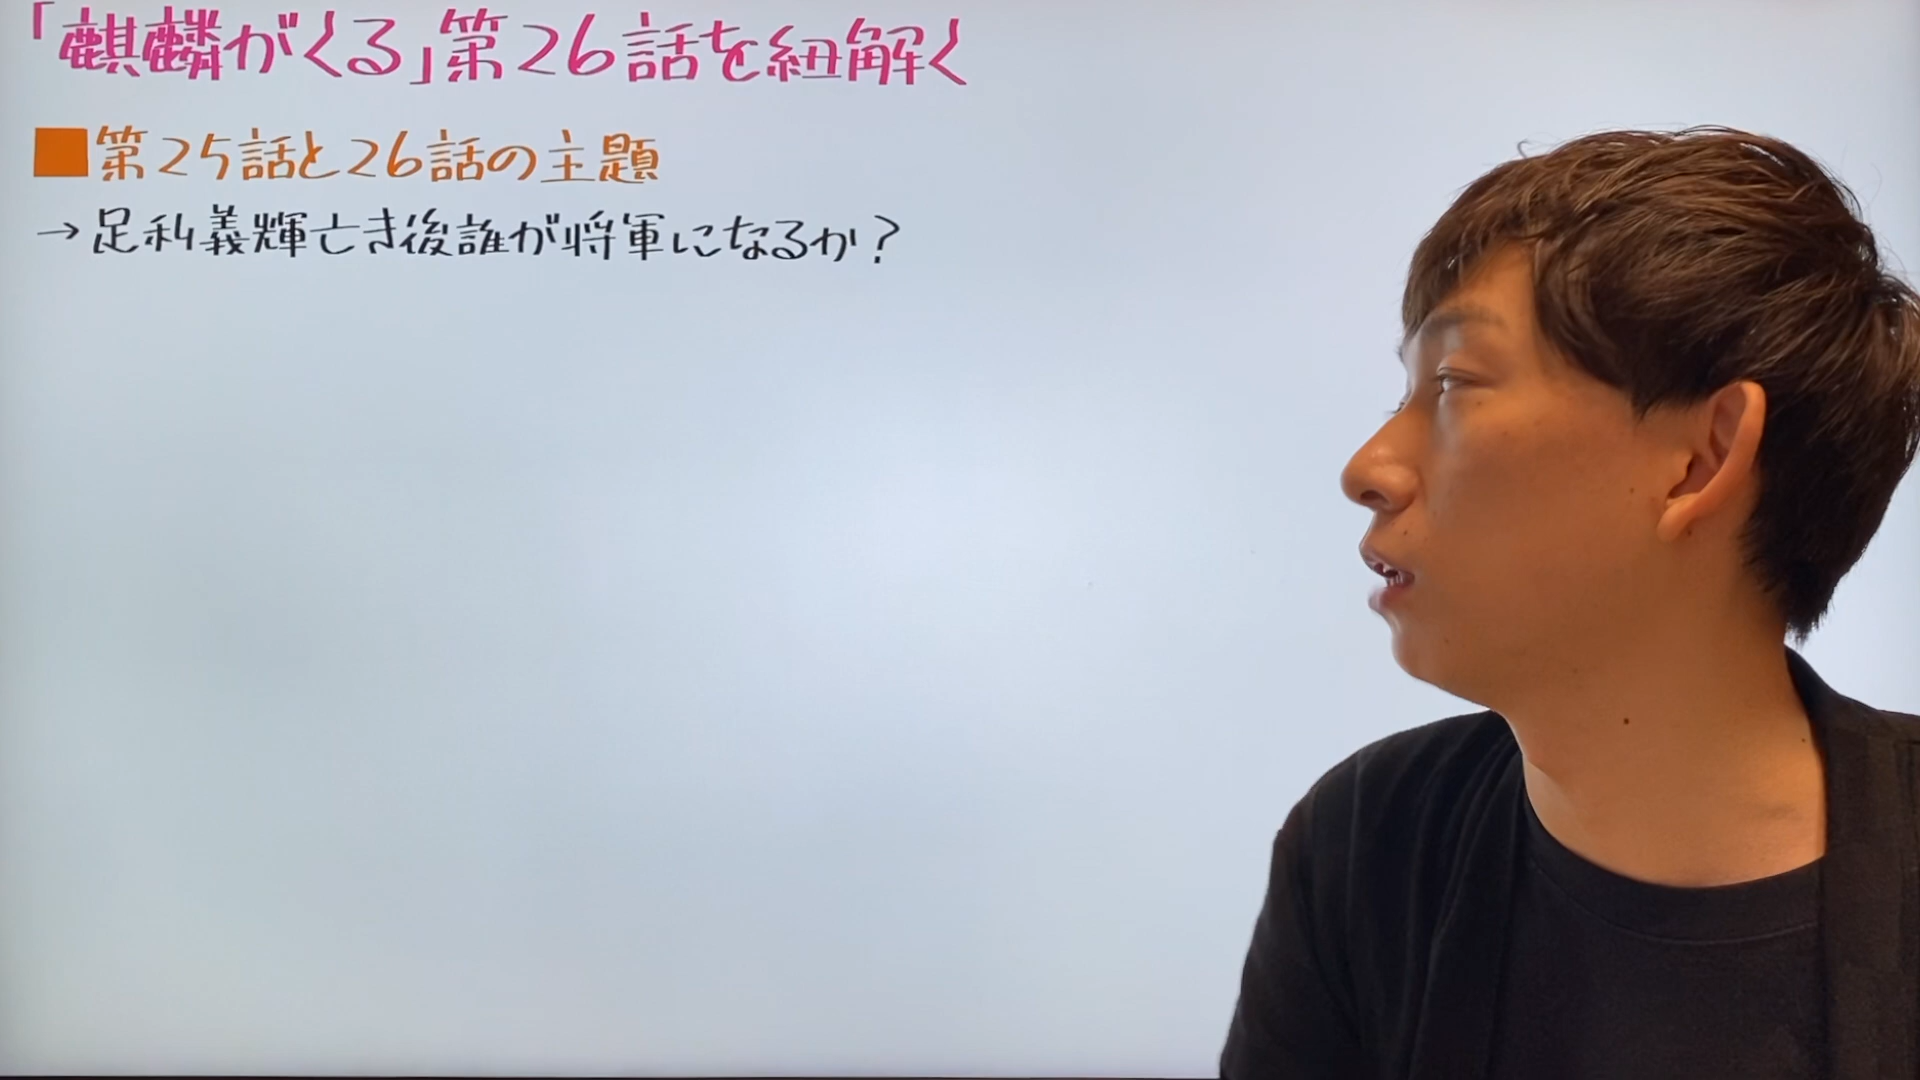 「麒麟がくる」第26話を紐解く
■第25話と26話の主題
→足利義輝亡き後誰が将軍になるか？